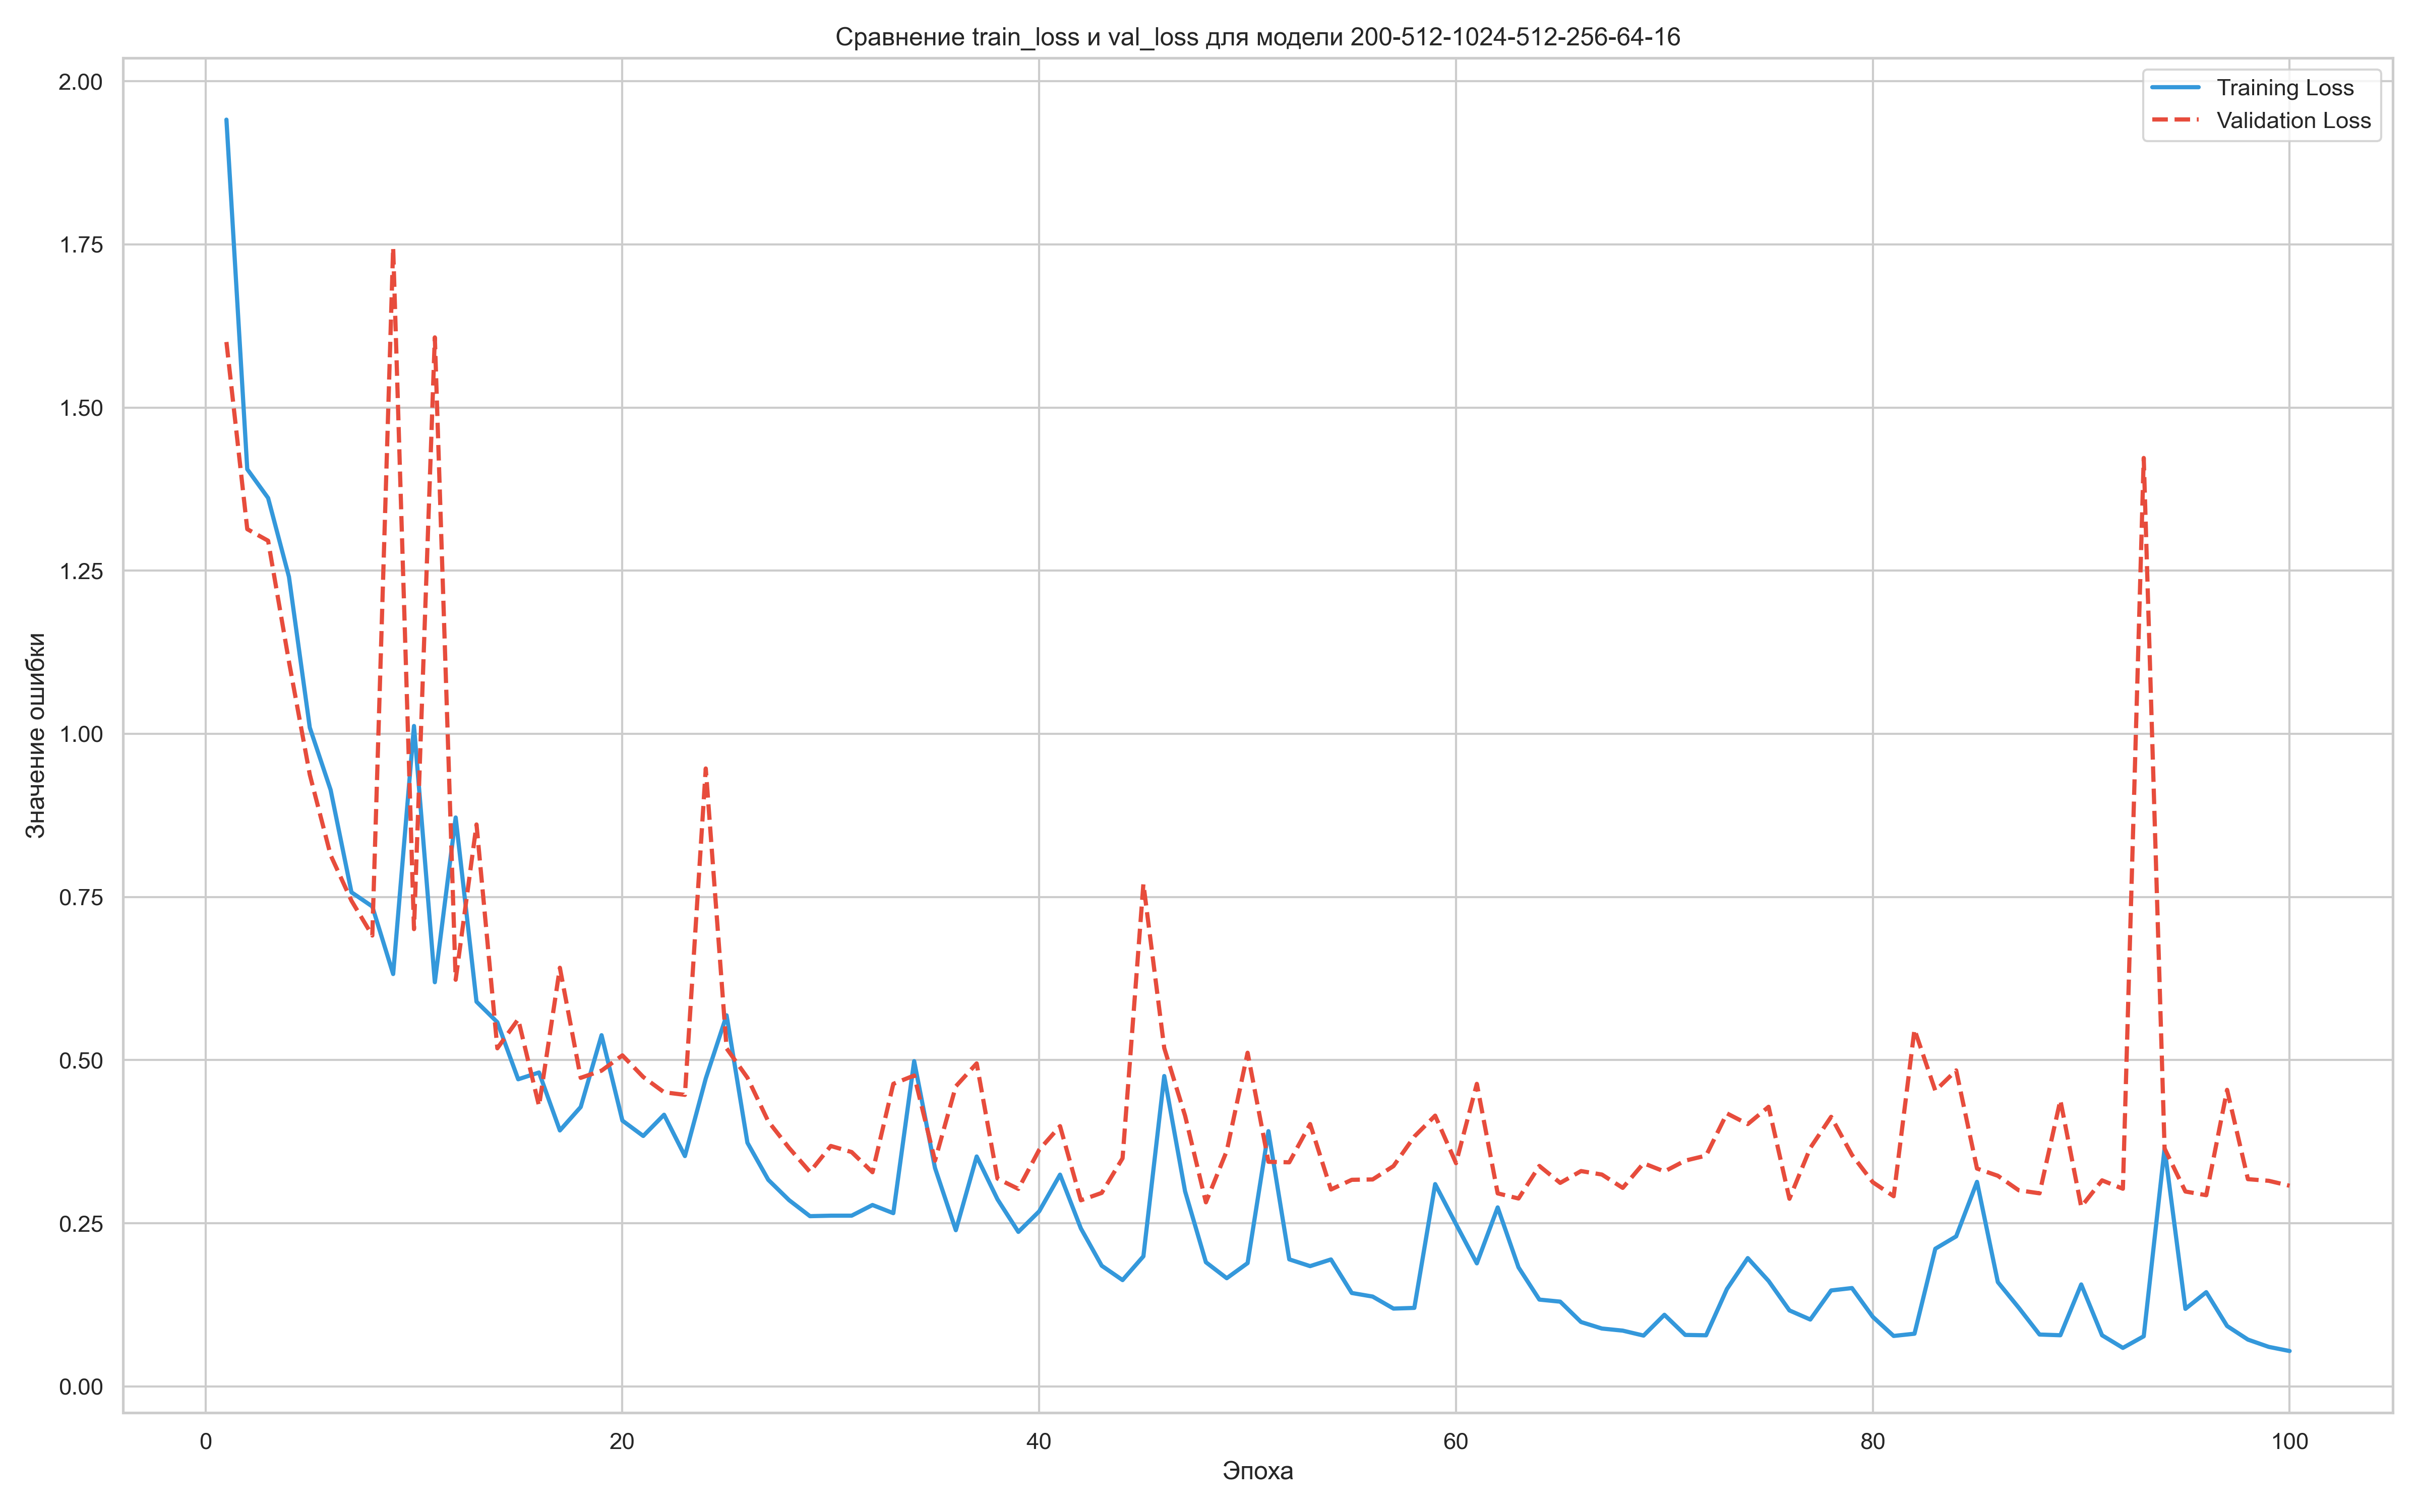 Сравнение train_loss и val_loss для модели 200-512-1024-512-256-64-16
Training Loss
Validation Loss
2.00
1.75
1.50
1.25
1.00
0.75
0.50
0.25
0.00
Значение ошибки
0 20 40 60 80 100
Эпоха